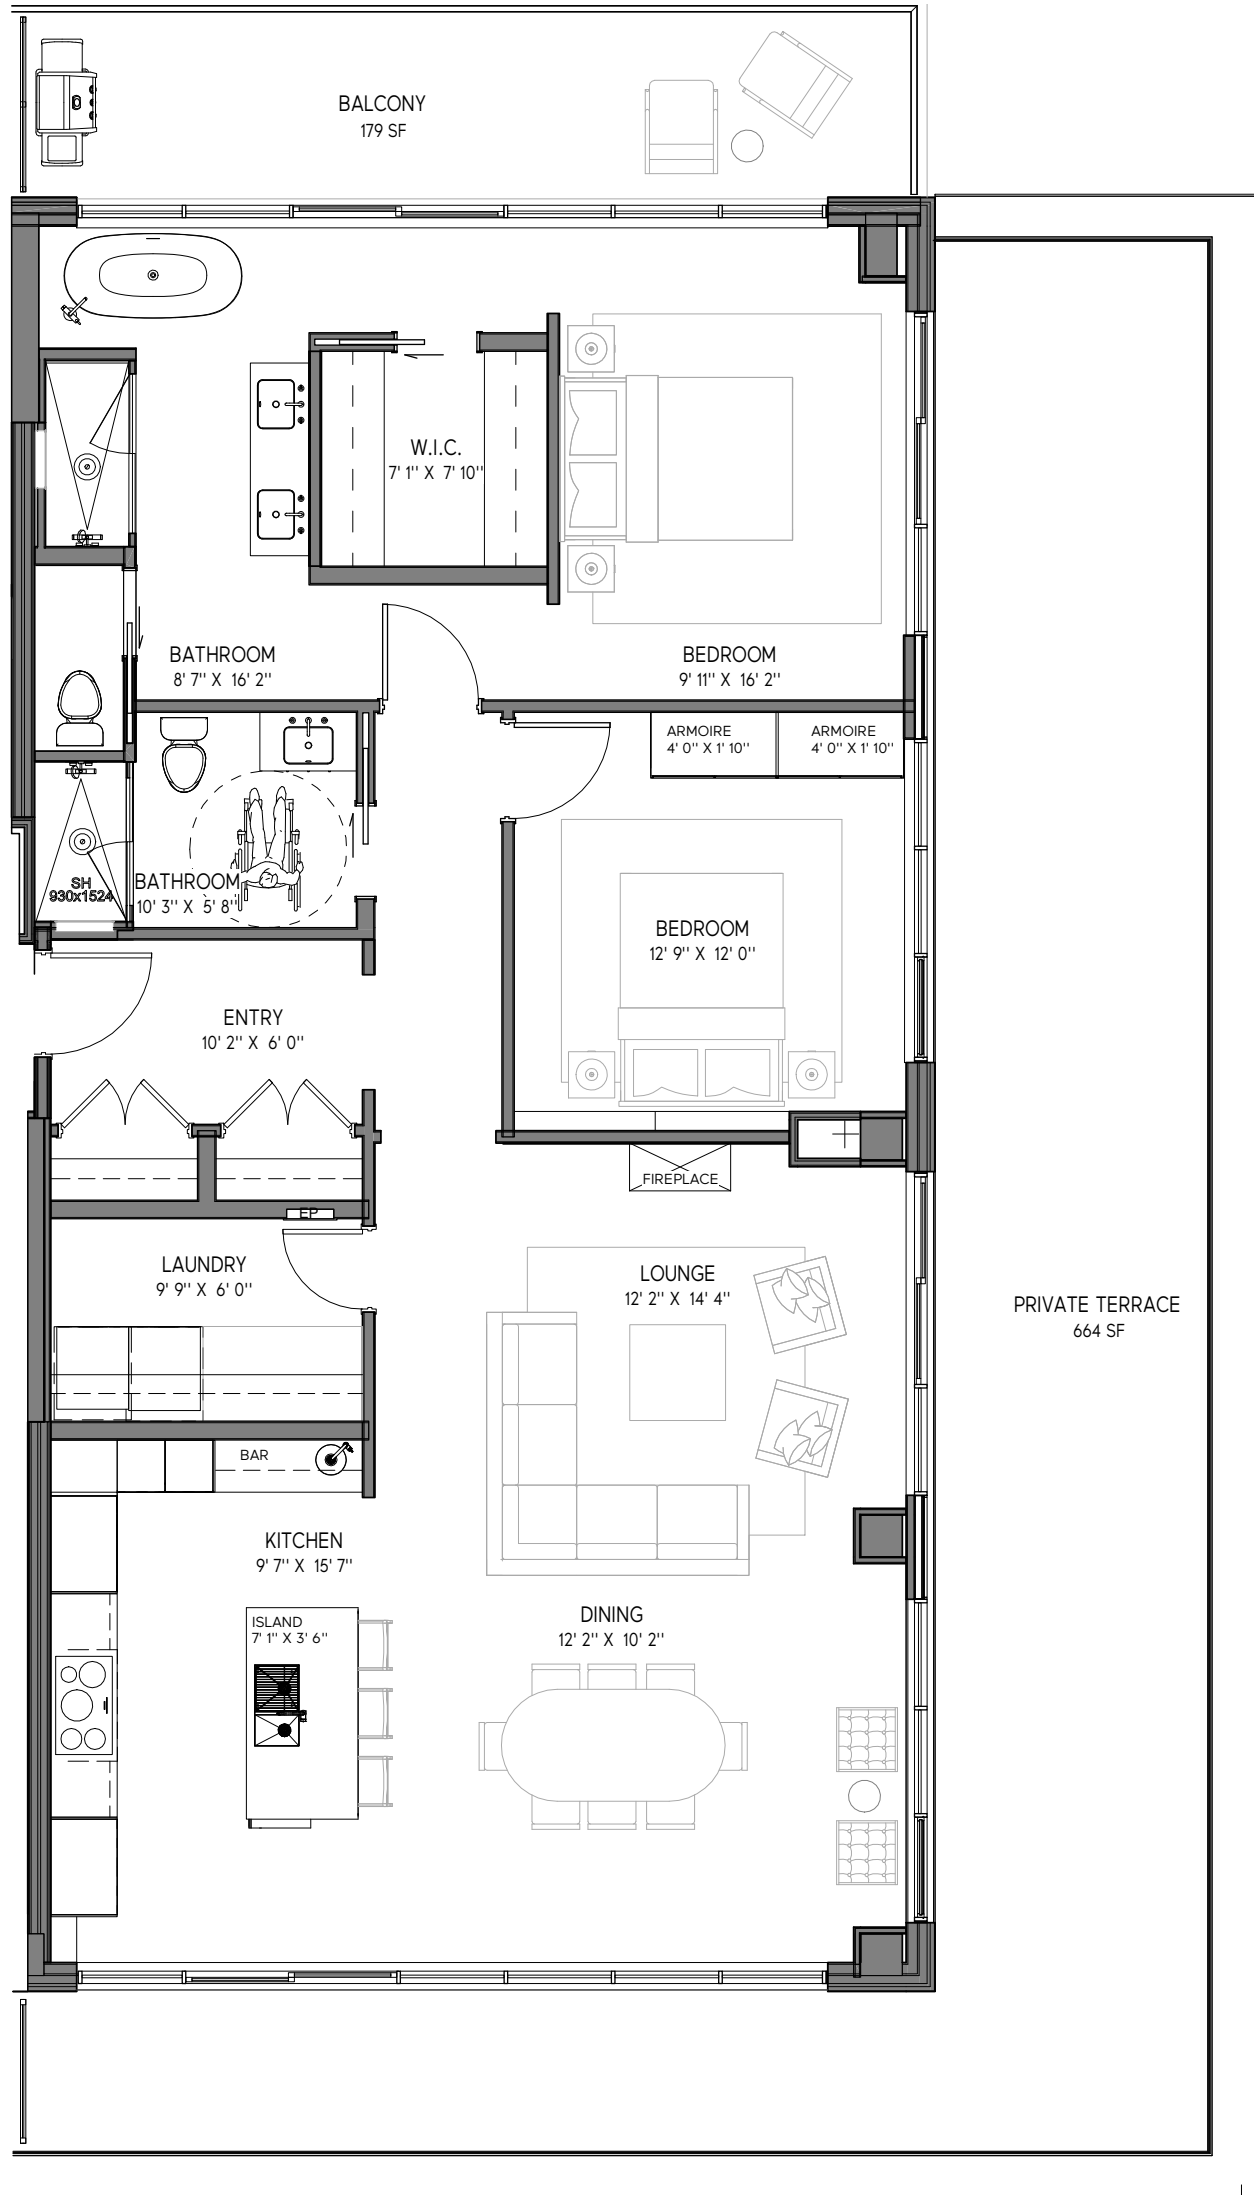 BALCONY
179 SF
W.I.C.
7' 1" X 7' 10"
BATHROOM
8' 7" X 16' 2"
BEDROOM
9' 11" X 16' 2"
ARMOIRE
4' 0" X 1' 10"
ARMOIRE
4' 0" X 1' 10"
SH
930x1524
BATHROOM
10' 3" X 5' 8"
BEDROOM
12' 9" X 12' 0"
ENTRY
10' 2" X 6' 0"
FIREPLACE
EP
LAUNDRY
9' 9" X 6' 0"
LOUNGE
12' 2" X 14' 4"
PRIVATE TERRACE
664 SF
BAR
KITCHEN
9' 7" X 15' 7"
ISLAND
7' 1" X 3' 6"
DINING
12' 2" X 10' 2"